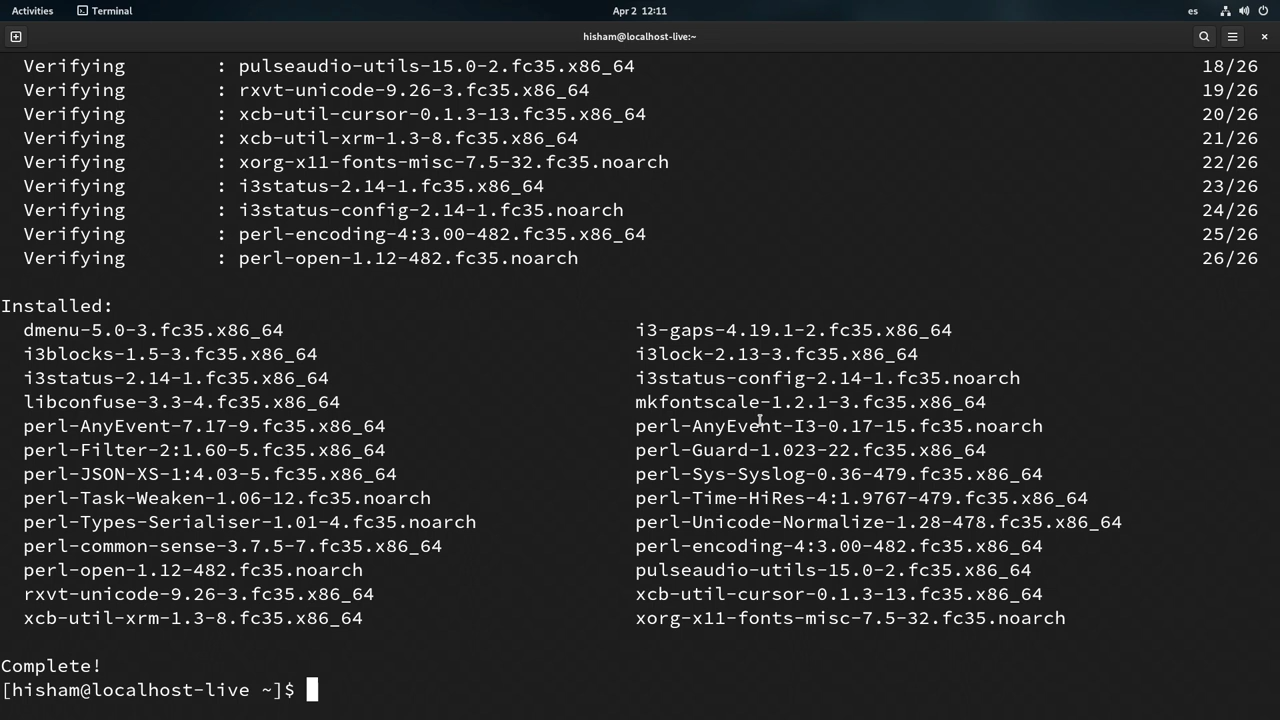 Activities Terminal Apr 2 12:11 es
hisham@localhost-live:~
Verifying : pulseaudio-utils-15.0-2.fc35.x86_64 18/26
Verifying : rxvt-unicode-9.26-3.fc35.x86_64 19/26
Verifying : xcb-util-cursor-0.1.3-13.fc35.x86_64 20/26
Verifying : xcb-util-xrm-1.3-8.fc35.x86_64 21/26
Verifying : xorg-x11-fonts-misc-7.5-32.fc35.noarch 22/26
Verifying : i3status-2.14-1.fc35.x86_64 23/26
Verifying : i3status-config-2.14-1.fc35.noarch 24/26
Verifying : perl-encoding-4:3.00-482.fc35.x86_64 25/26
Verifying : perl-open-1.12-482.fc35.noarch 26/26
Installed:
dmenu-5.0-3.fc35.x86_64 i3-gaps-4.19.1-2.fc35.x86_64
i3blocks-1.5-3.fc35.x86_64 i3lock-2.13-3.fc35.x86_64
i3status-2.14-1.fc35.x86_64 i3status-config-2.14-1.fc35.noarch
libconfuse-3.3-4.fc35.x86_64 mkfontscale-1.2.1-3.fc35.x86_64
perl-AnyEvent-7.17-9.fc35.x86_64 perl-AnyEvent-I3-0.17-15.fc35.noarch
perl-Filter-2:1.60-5.fc35.x86_64 perl-Guard-1.023-22.fc35.x86_64
perl-JSON-XS-1:4.03-5.fc35.x86_64 perl-Sys-Syslog-0.36-479.fc35.x86_64
perl-Task-Weaken-1.06-12.fc35.noarch perl-Time-HiRes-4:1.9767-479.fc35.x86_64
perl-Types-Serialiser-1.01-4.fc35.noarch perl-Unicode-Normalize-1.28-478.fc35.x86_64
perl-common-sense-3.7.5-7.fc35.x86_64 perl-encoding-4:3.00-482.fc35.x86_64
perl-open-1.12-482.fc35.noarch pulseaudio-utils-15.0-2.fc35.x86_64
rxvt-unicode-9.26-3.fc35.x86_64 xcb-util-cursor-0.1.3-13.fc35.x86_64
xcb-util-xrm-1.3-8.fc35.x86_64 xorg-x11-fonts-misc-7.5-32.fc35.noarch
Complete!
[hisham@localhost-live ~]$